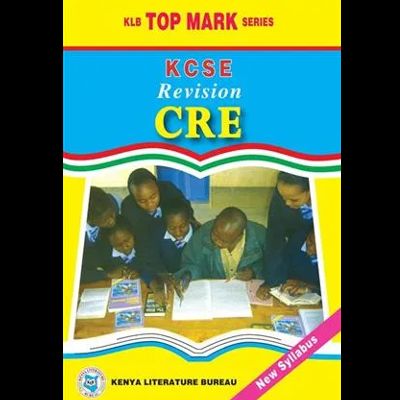 KLB TOP MARK SERIES
KCSE
Revision
CRE
New Syllabus
KENYA LITERATURE BUREAU